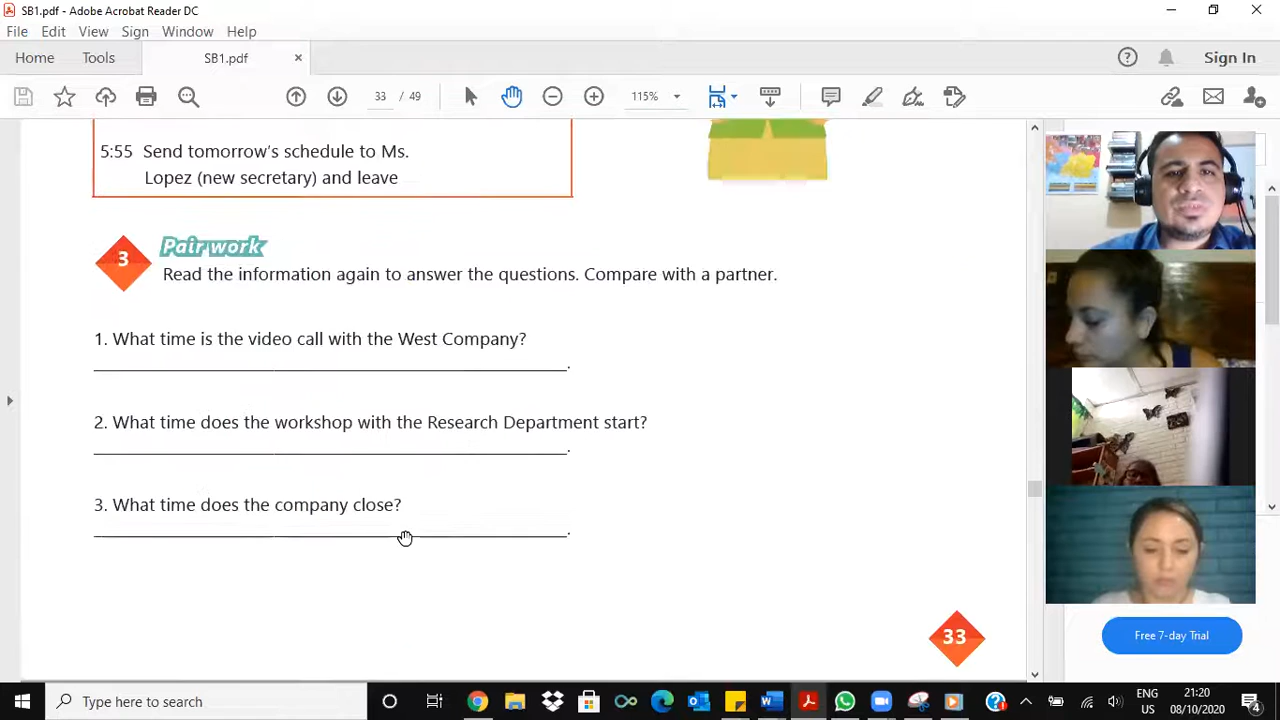 SB1.pdf - Adobe Acrobat Reader DC
File Edit View Sign Window Help
Home Tools SB1.pdf × Sign In
33 / 49 115%
5:55 Send tomorrow's schedule to Ms.
Lopez (new secretary) and leave
3 Pair work
Read the information again to answer the questions. Compare with a partner.
1. What time is the video call with the West Company?
2. What time does the workshop with the Research Department start?
3. What time does the company close?
33
Free 7-day Trial
Type here to search
ENG 21:20
US 08/10/2020 4